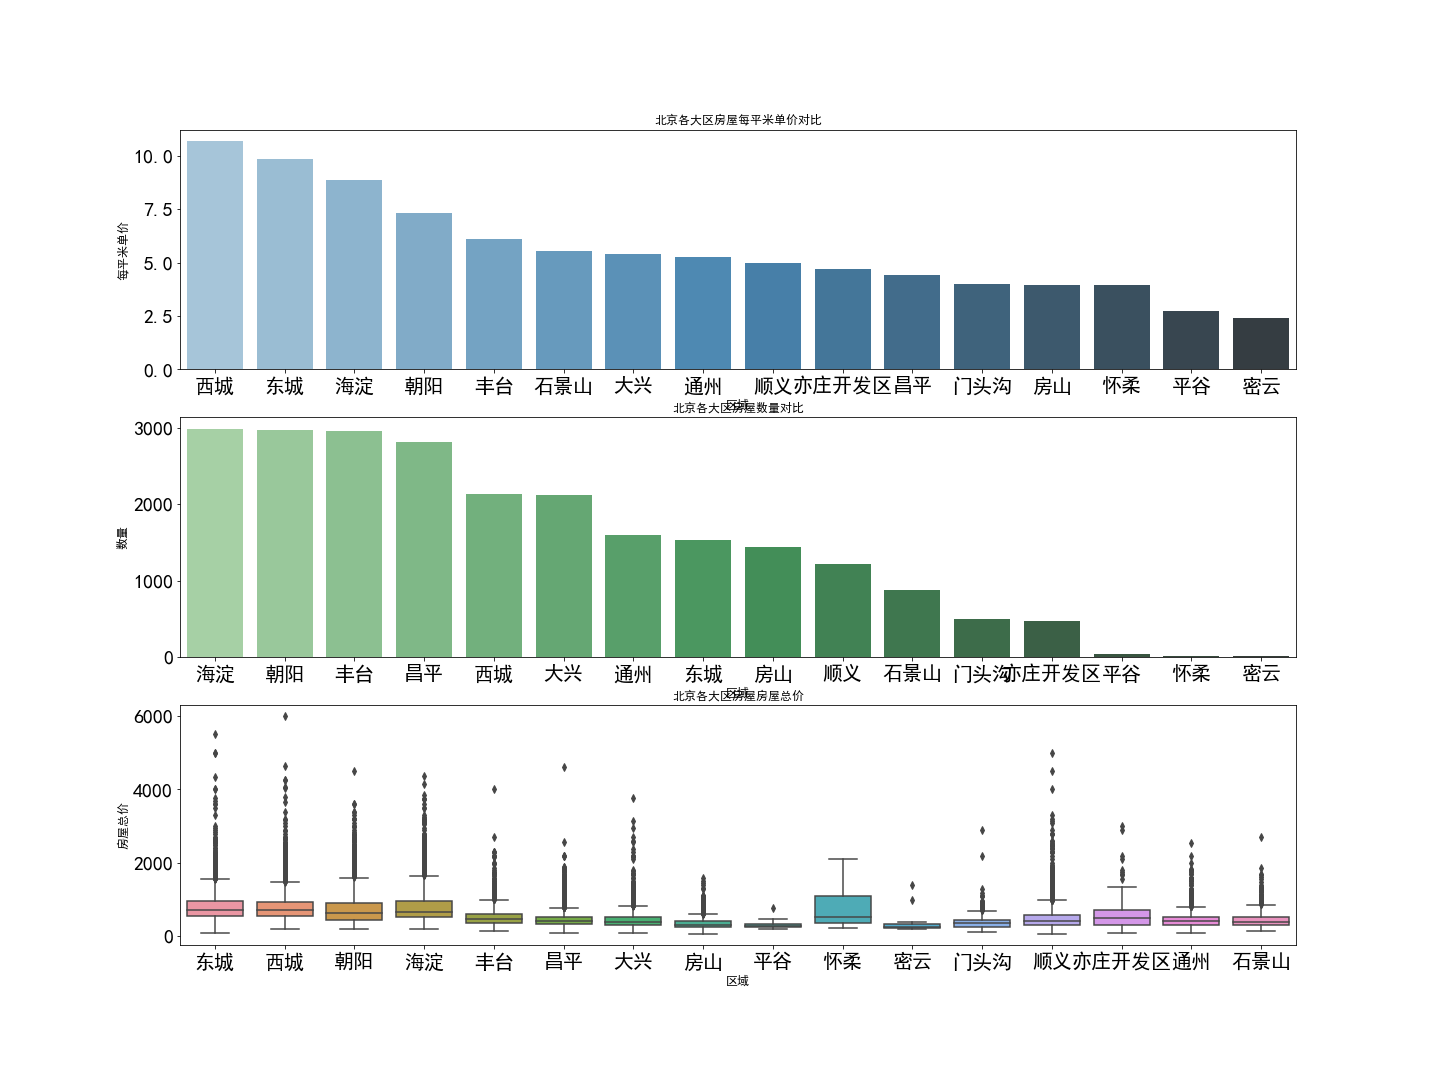 北京各大区房屋每平米单价对比
每平米单价
10.0
7.5
5.0
2.5
0.0
西城 东城 海淀 朝阳 丰台 石景山 大兴 通州 顺义 亦庄开发区 昌平 门头沟 房山 怀柔 平谷 密云
区域
北京各大区房屋数量对比
数量
3000
2000
1000
0
海淀 朝阳 丰台 昌平 西城 大兴 通州 东城 房山 顺义 石景山 门头沟 亦庄开发区 平谷 怀柔 密云
区域
北京各大区房屋房屋总价
房屋总价
6000
4000
2000
0
东城 西城 朝阳 海淀 丰台 昌平 大兴 房山 平谷 怀柔 密云 门头沟 顺义 亦庄开发区 通州 石景山
区域